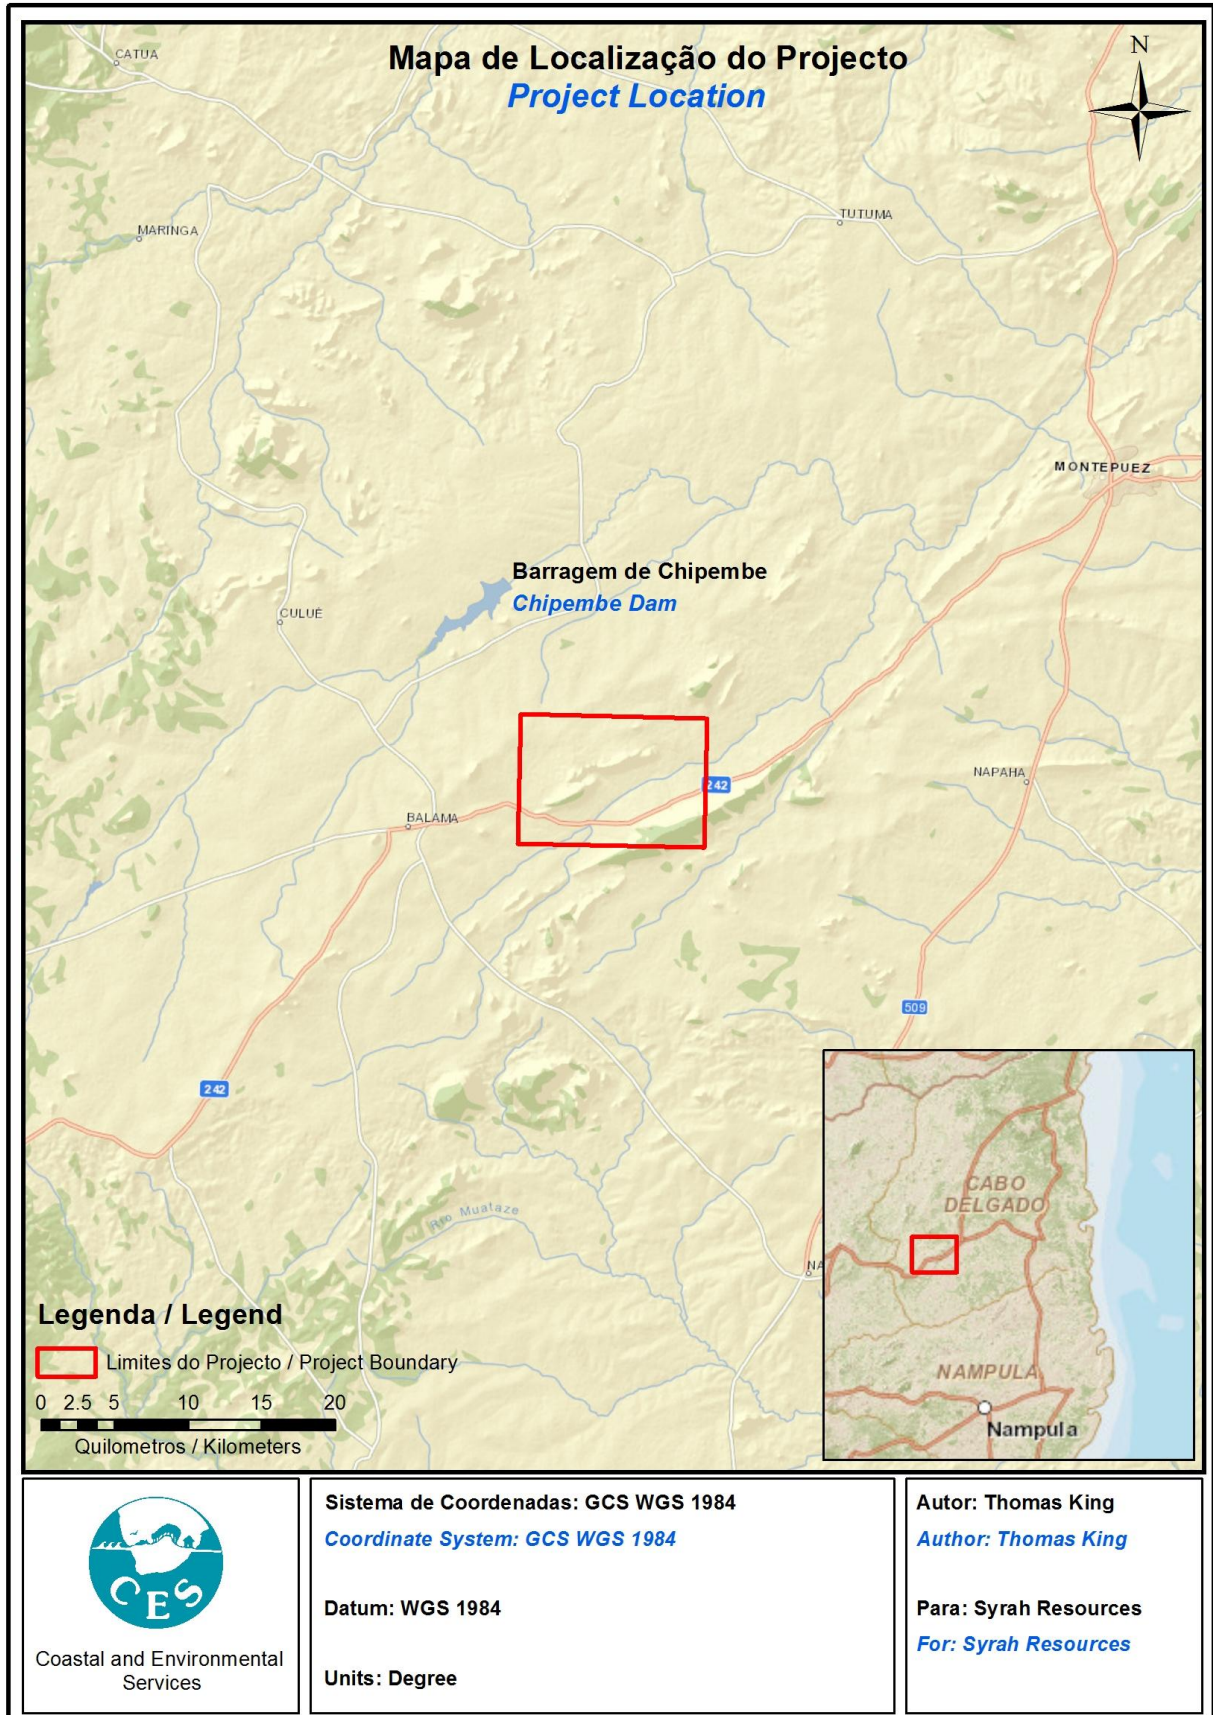 Mapa de Localização do Projecto
Project Location
N
CATUA
TUTUMA
MARINGA
MONTEPUEZ
Barragem de Chipembe
Chipembe Dam
CULUÉ
NAPAHA
242
BALAMA
509
242
Rio Muataze
NA
CABO
DELGADO
NAMPULA
Nampula
Legenda / Legend
Limites do Projecto / Project Boundary
0 2.5 5 10 15 20
Quilometros / Kilometers
CES
Coastal and Environmental
Services
Sistema de Coordenadas: GCS WGS 1984
Coordinate System: GCS WGS 1984
Datum: WGS 1984
Units: Degree
Autor: Thomas King
Author: Thomas King
Para: Syrah Resources
For: Syrah Resources